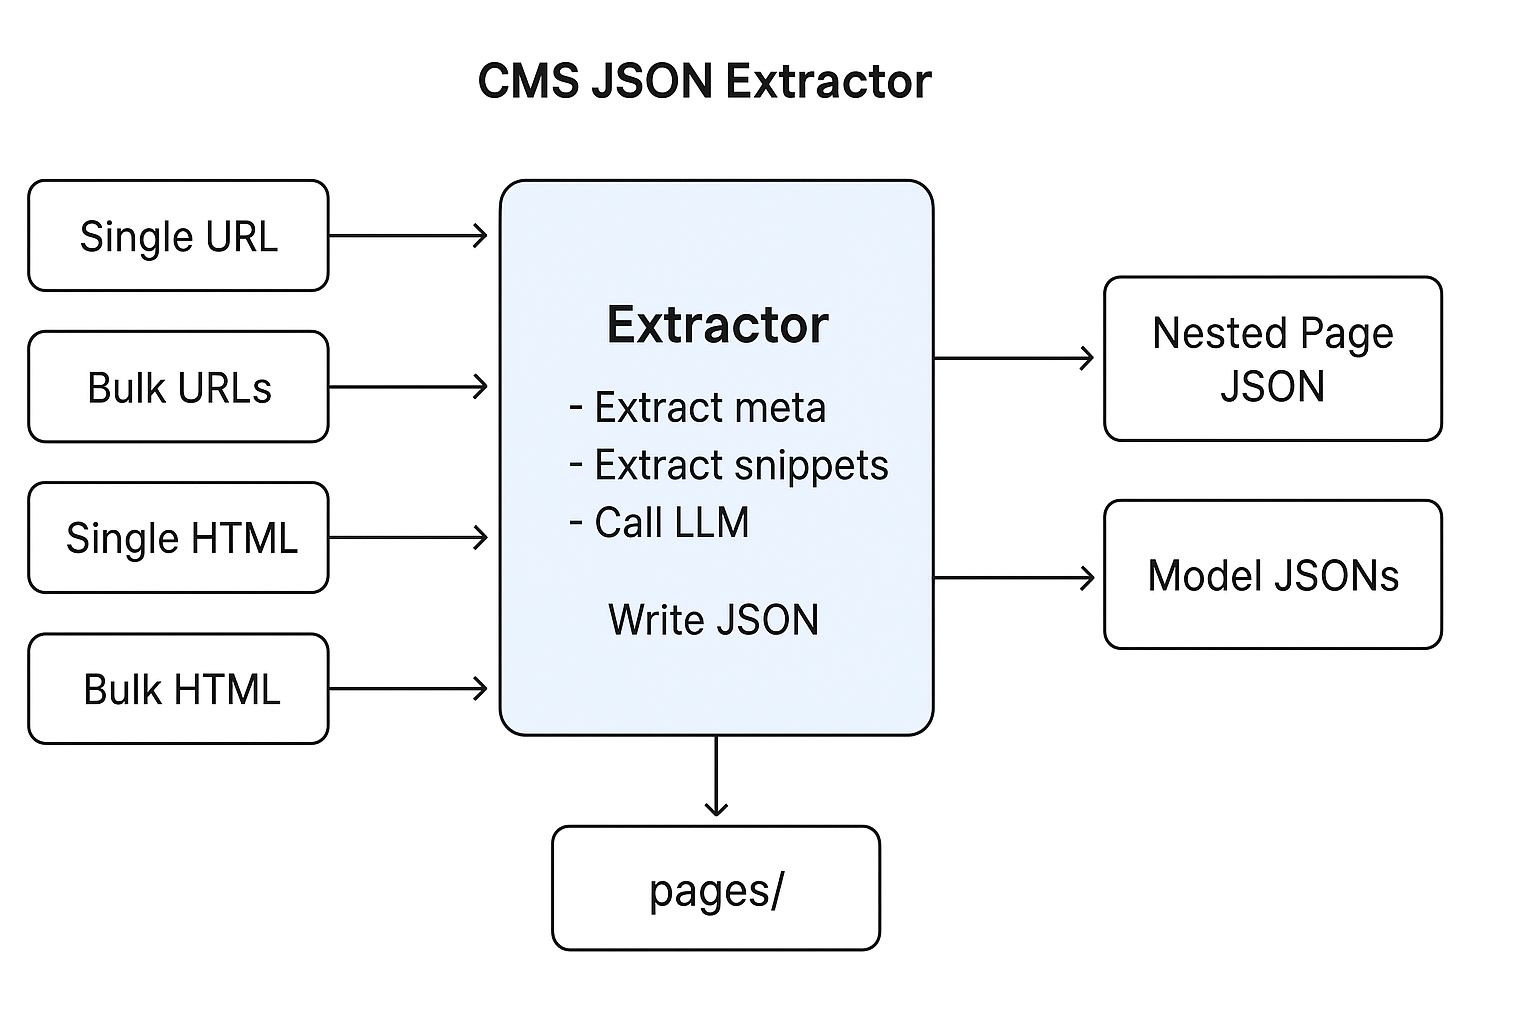 CMS JSON Extractor
Single URL
Bulk URLs
Single HTML
Bulk HTML
Extractor
- Extract meta
- Extract snippets
- Call LLM
Write JSON
Nested Page
JSON
Model JSONs
pages/